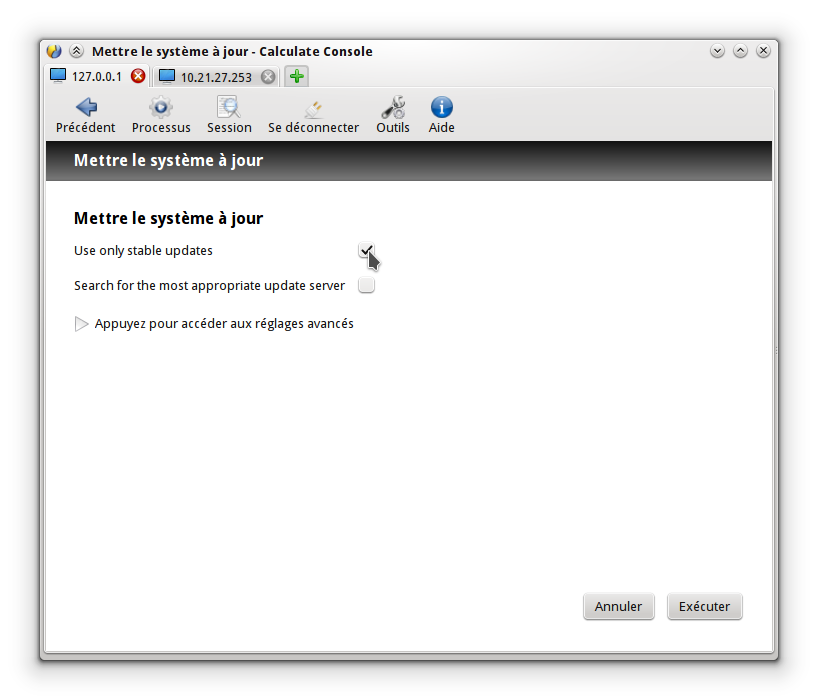 Mettre le système à jour - Calculate Console
127.0.0.1 10.21.27.253
Précédent Processus Session Se déconnecter Outils Aide
Mettre le système à jour
Mettre le système à jour
Use only stable updates
Search for the most appropriate update server
Appuyez pour accéder aux réglages avancés
Annuler Exécuter